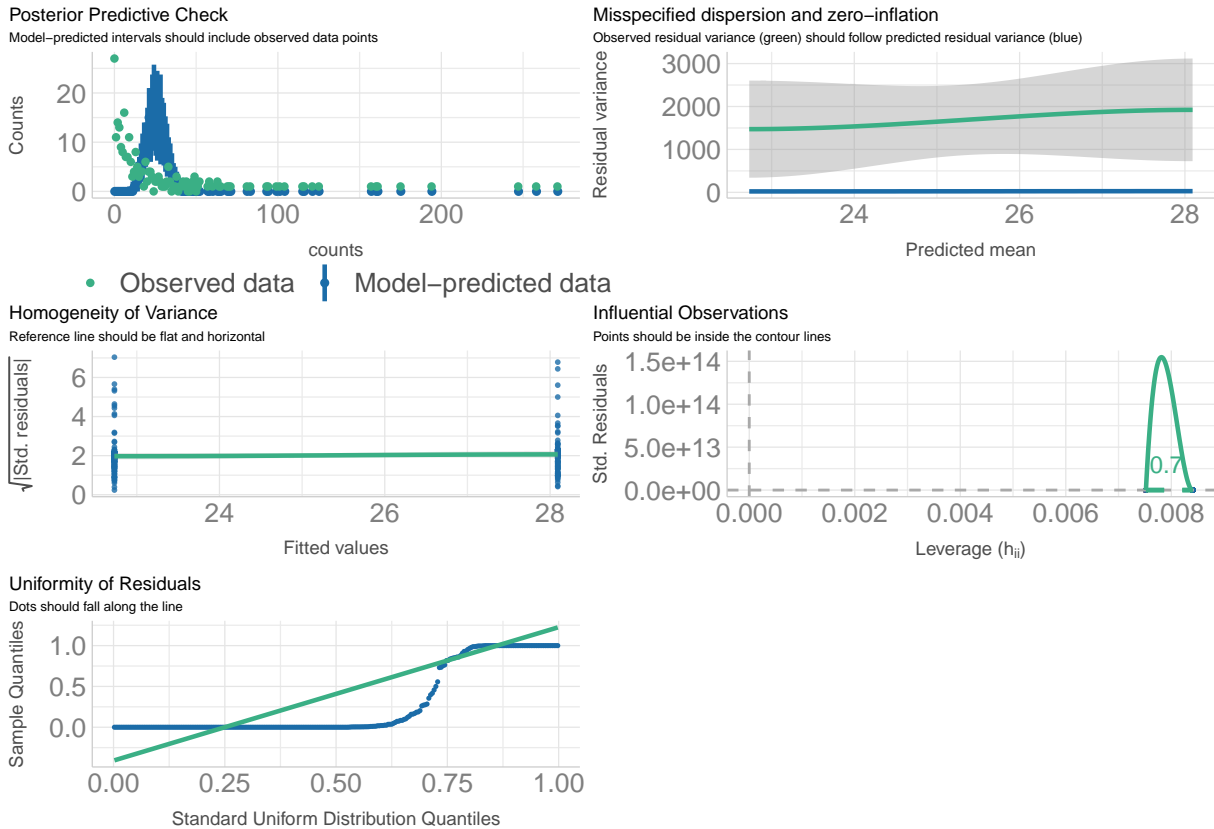 Posterior Predictive Check
Model−predicted intervals should include observed data points
Counts
20
10
0
0 100 200
counts
Observed data Model−predicted data
Misspecified dispersion and zero−inflation
Observed residual variance (green) should follow predicted residual variance (blue)
Residual variance
3000
2000
1000
0
24 26 28
Predicted mean
Homogeneity of Variance
Reference line should be flat and horizontal
√|Std. residuals|
6
4
2
0
24 26 28
Fitted values
Influential Observations
Points should be inside the contour lines
Std. Residuals
1.5e+14
1.0e+14
5.0e+13
0.0e+00
0.7
0.000 0.002 0.004 0.006 0.008
Leverage (hii)
Uniformity of Residuals
Dots should fall along the line
Sample Quantiles
1.0
0.5
0.0
0.00 0.25 0.50 0.75 1.00
Standard Uniform Distribution Quantiles